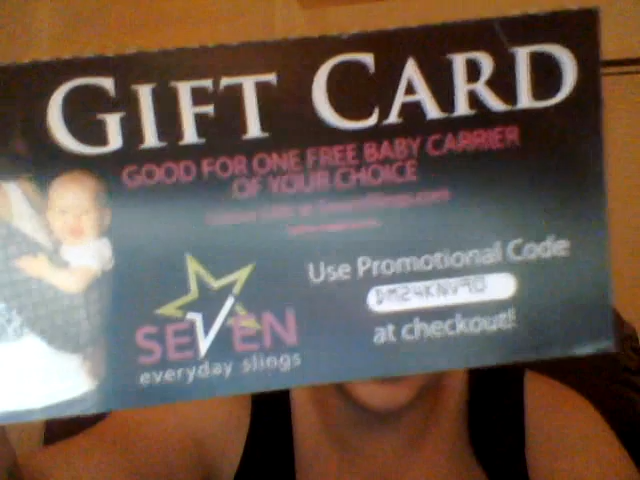 GIFT CARD
GOOD FOR ONE FREE BABY CARRIER
OF YOUR CHOICE
Use Promotional Code
at checkout!
SEVEN
everyday slings